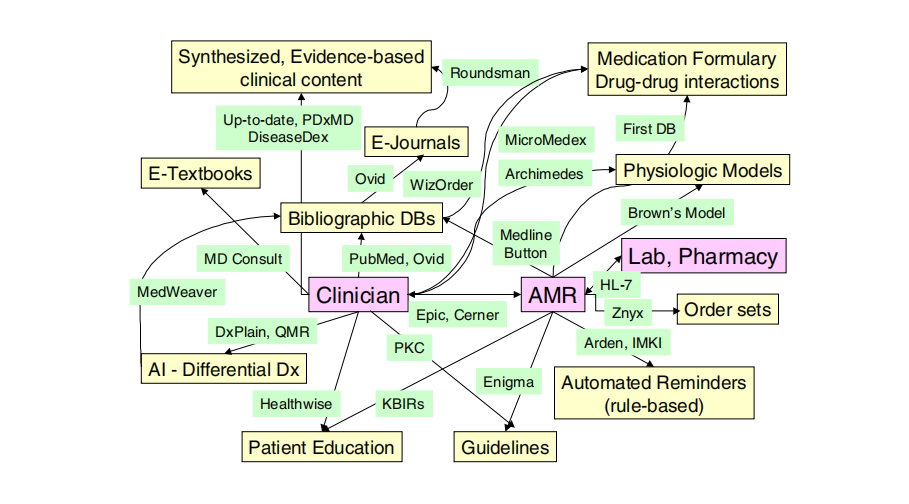 Synthesized, Evidence-based
clinical content
Roundsman
Medication Formulary
Drug-drug interactions
Up-to-date, PDxMD
DiseaseDex
E-Journals
MicroMedex
First DB
E-Textbooks
Ovid
WizOrder
Archimedes
Physiologic Models
Bibliographic DBs
Brown's Model
Medline
Button
MD Consult
PubMed, Ovid
Lab, Pharmacy
MedWeaver
Clinician
AMR
HL-7
Epic, Cerner
Znyx
Order sets
DxPlain, QMR
PKC
Arden, IMKI
AI - Differential Dx
Enigma
Automated Reminders
(rule-based)
Healthwise
KBIRs
Patient Education
Guidelines